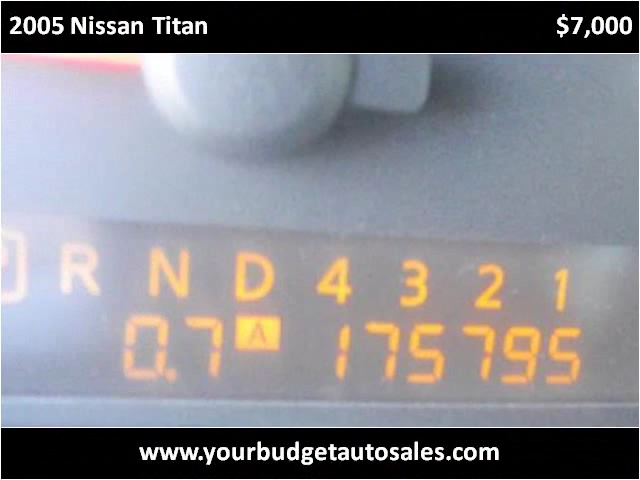 2005 Nissan Titan $7,000
P R N D 4 3 2 1
0.7 A 175795
www.yourbudgetautosales.com